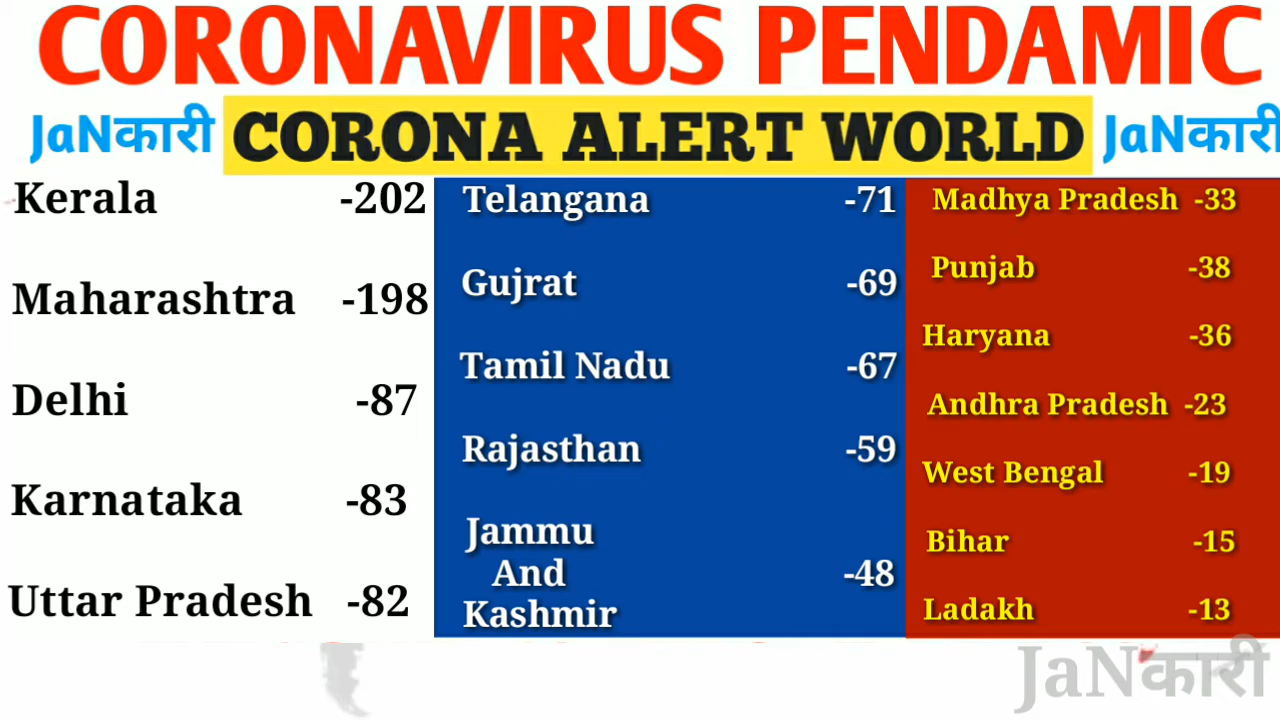 CORONAVIRUS PENDAMIC
JaNकारी CORONA ALERT WORLD JaNकारी
Kerala -202
Maharashtra -198
Delhi -87
Karnataka -83
Uttar Pradesh -82
Telangana -71
Gujrat -69
Tamil Nadu -67
Rajasthan -59
Jammu
And -48
Kashmir
Madhya Pradesh -33
Punjab -38
Haryana -36
Andhra Pradesh -23
West Bengal -19
Bihar -15
Ladakh -13
JaNकारी